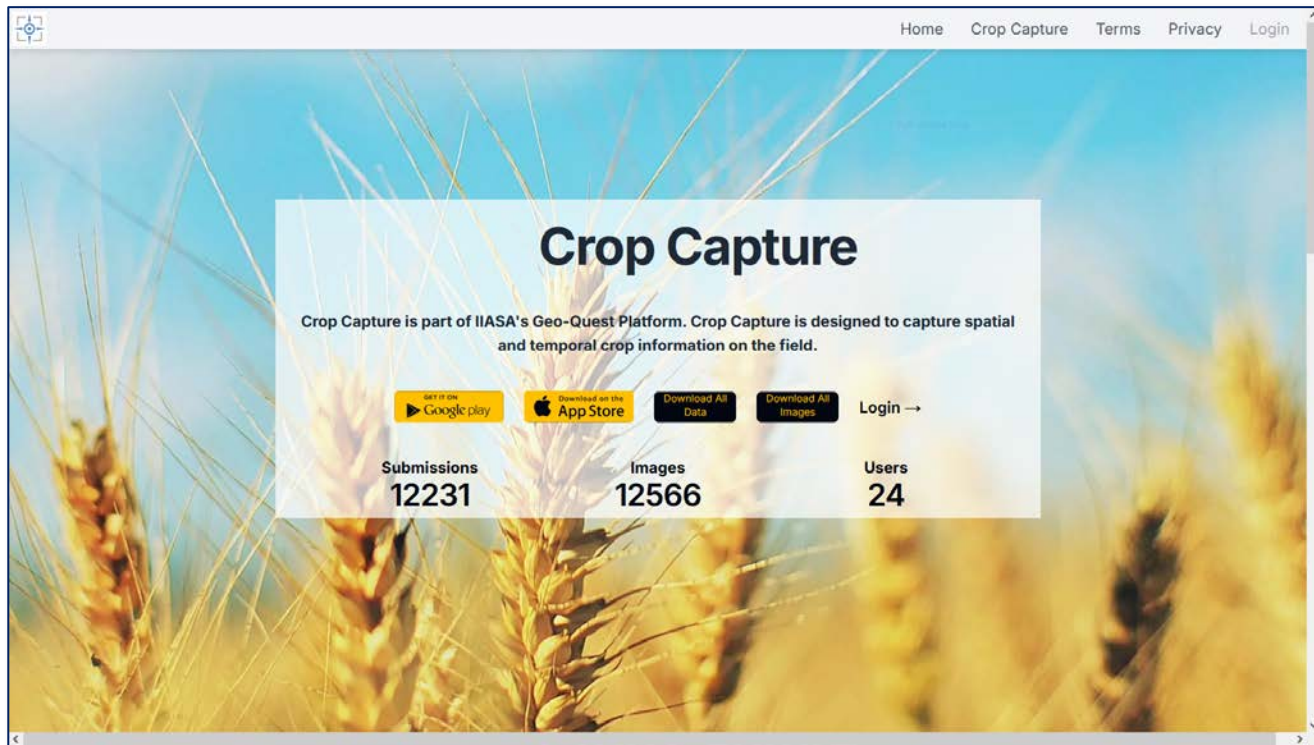 Home Crop Capture Terms Privacy Login
Crop Capture
Crop Capture is part of IIASA's Geo-Quest Platform. Crop Capture is designed to capture spatial
and temporal crop information on the field.
GET IT ON
Google play
Download on the
App Store
Download All
Data
Download All
Images
Login →
Submissions
12231
Images
12566
Users
24